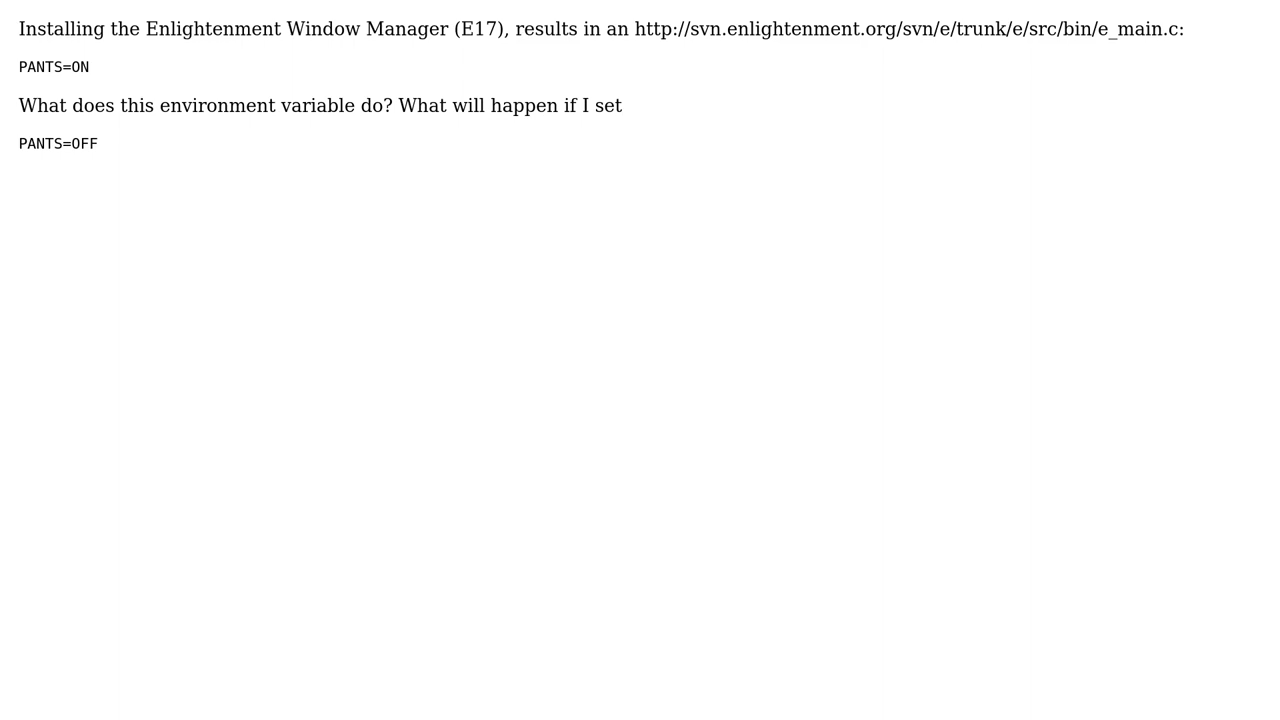 Installing the Enlightenment Window Manager (E17), results in an http://svn.enlightenment.org/svn/e/trunk/e/src/bin/e_main.c:
PANTS=ON
What does this environment variable do? What will happen if I set
PANTS=OFF